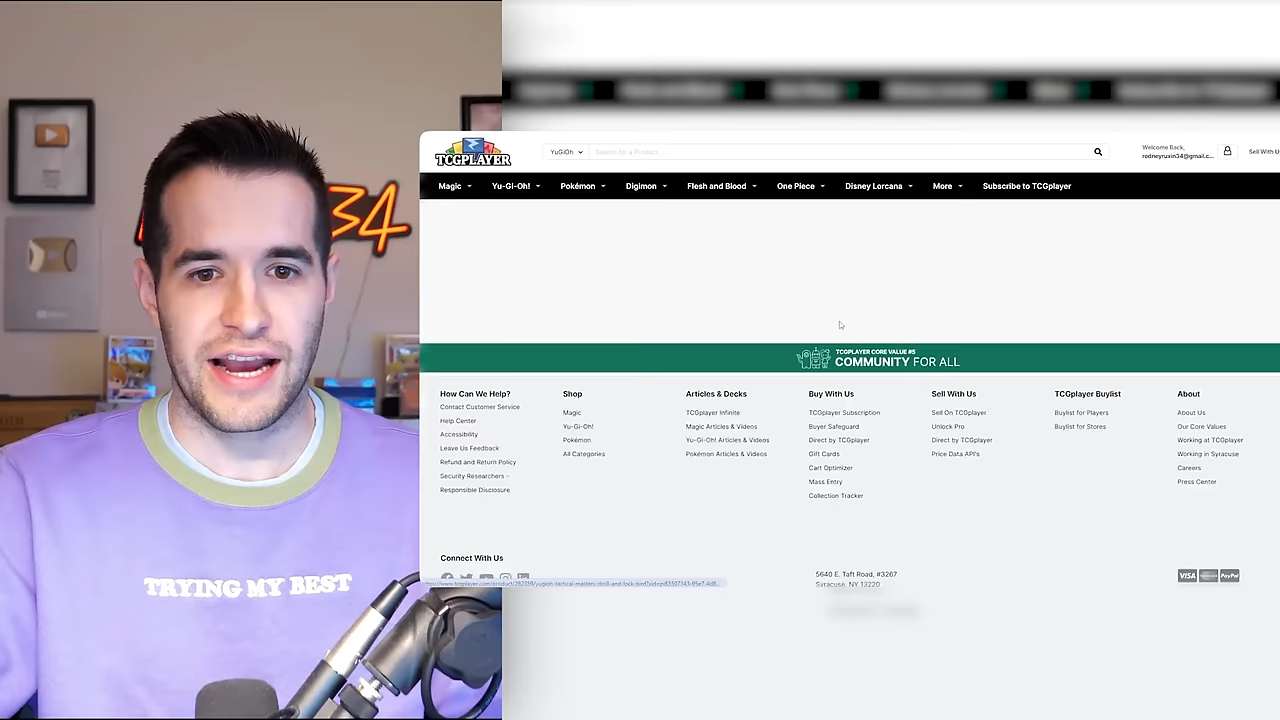 34
TRYING MY BEST
TCGPLAYER
YuGiOh
Search for a Product...
Welcome Back,
rodneyruxin34@gmail.c...
Sell With U
Magic
Yu-Gi-Oh!
Pokémon
Digimon
Flesh and Blood
One Piece
Disney Lorcana
More
Subscribe to TCGplayer
TCGPLAYER CORE VALUE #5
COMMUNITY FOR ALL
How Can We Help?
Contact Customer Service
Help Center
Accessibility
Leave Us Feedback
Refund and Return Policy
Security Researchers -
Responsible Disclosure
Shop
Magic
Yu-Gi-Oh!
Pokémon
All Categories
Articles & Decks
TCGplayer Infinite
Magic Articles & Videos
Yu-Gi-Oh! Articles & Videos
Pokémon Articles & Videos
Buy With Us
TCGplayer Subscription
Buyer Safeguard
Direct by TCGplayer
Gift Cards
Cart Optimizer
Mass Entry
Collection Tracker
Sell With Us
Sell On TCGplayer
Unlock Pro
Direct by TCGplayer
Price Data API's
TCGplayer Buylist
Buylist for Players
Buylist for Stores
About
About Us
Our Core Values
Working at TCGplayer
Working in Syracuse
Careers
Press Center
Connect With Us
5640 E. Taft Road, #3267
Syracuse, NY 13220
VISA
PayPal